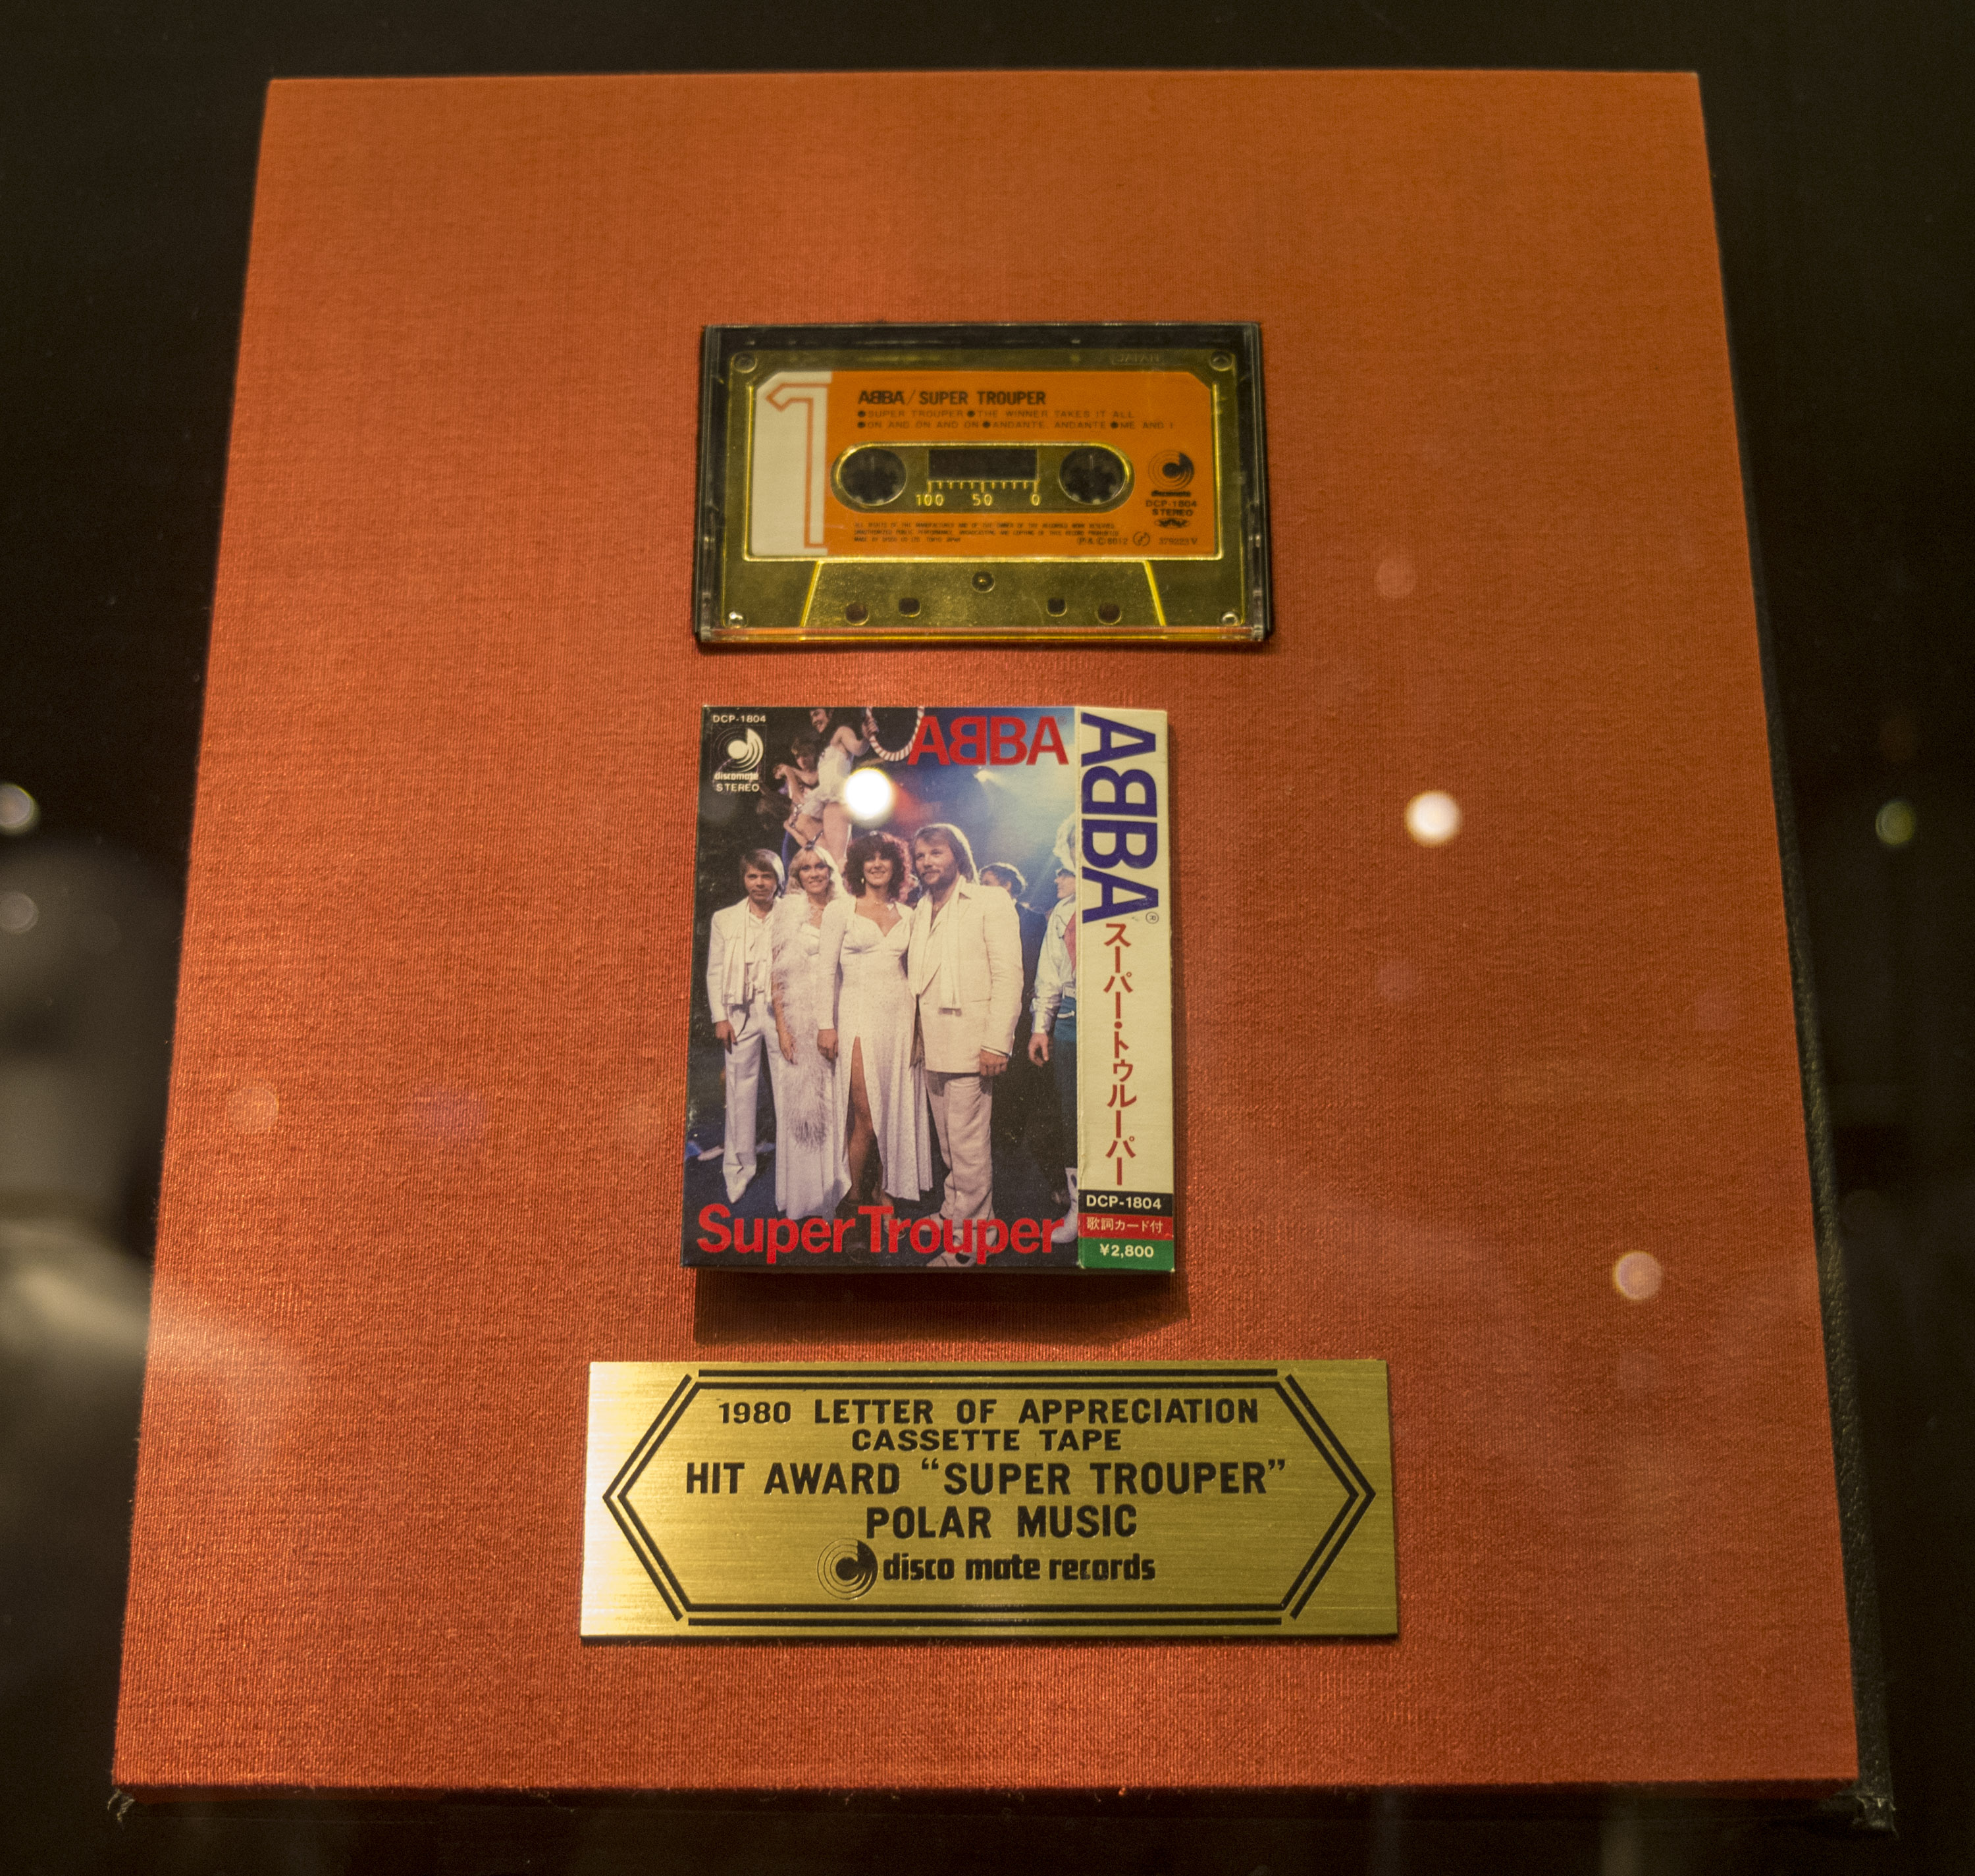 1
ABBA/SUPER TROUPER
●SUPER TROUPER●THE WINNER TAKES IT ALL
●ON AND ON AND ON●ANDANTE, ANDANTE●ME AND I
100 50 0
discomate
DCP-1804
STEREO
DCP-1804
discomate
STEREO
ABBA
Super Trouper
ABBA®
スーパー・トゥルーパー
DCP-1804
歌詞カード付
¥2,800
1980 LETTER OF APPRECIATION
CASSETTE TAPE
HIT AWARD “SUPER TROUPER”
POLAR MUSIC
disco mate records